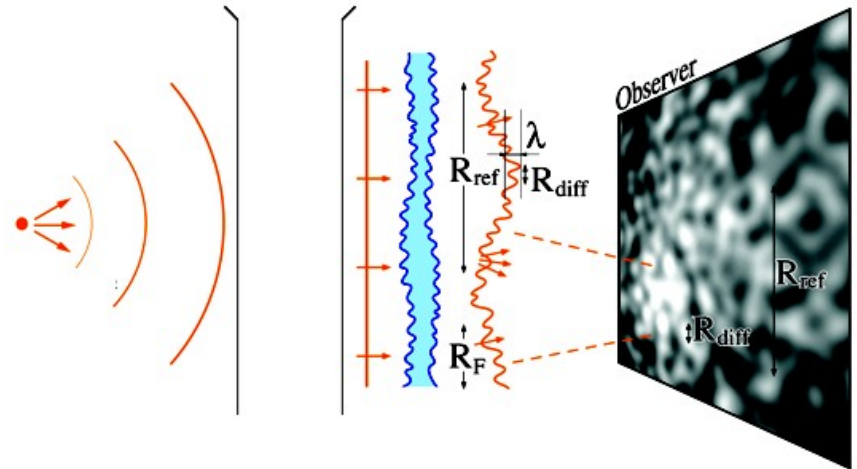 Observer
λ
R_ref
R_diff
R_F
R_ref
R_diff
: